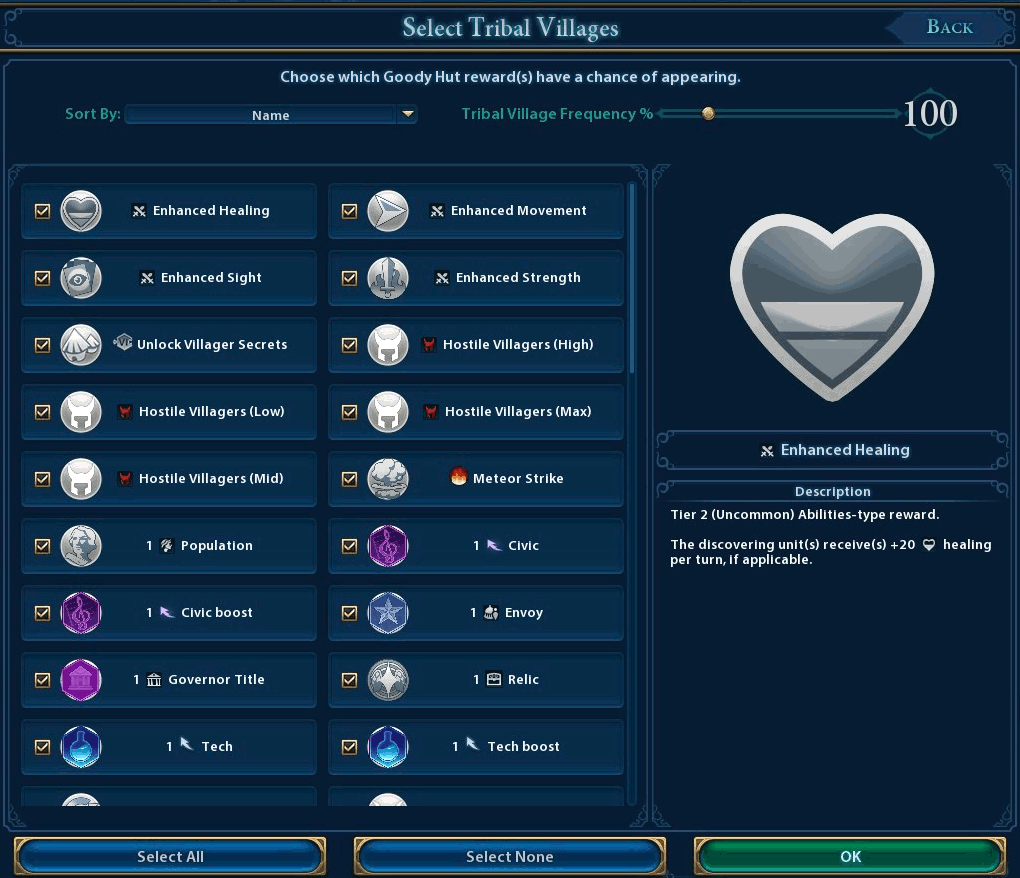 Select Tribal Villages
BACK
Choose which Goody Hut reward(s) have a chance of appearing.
Sort By: Name
Tribal Village Frequency % 100
Enhanced Healing
Enhanced Movement
Enhanced Sight
Enhanced Strength
Unlock Villager Secrets
Hostile Villagers (High)
Hostile Villagers (Low)
Hostile Villagers (Max)
Hostile Villagers (Mid)
Meteor Strike
1 Population
1 Civic
1 Civic boost
1 Envoy
1 Governor Title
1 Relic
1 Tech
1 Tech boost
Enhanced Healing
Description
Tier 2 (Uncommon) Abilities-type reward.
The discovering unit(s) receive(s) +20 healing
per turn, if applicable.
Select All
Select None
OK